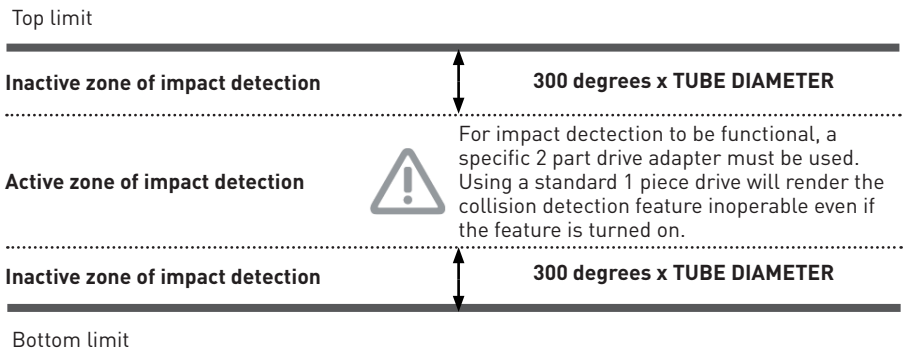 Top limit
Inactive zone of impact detection
300 degrees x TUBE DIAMETER
Active zone of impact detection
For impact dectection to be functional, a
specific 2 part drive adapter must be used.
Using a standard 1 piece drive will render the
collision detection feature inoperable even if
the feature is turned on.
Inactive zone of impact detection
300 degrees x TUBE DIAMETER
Bottom limit